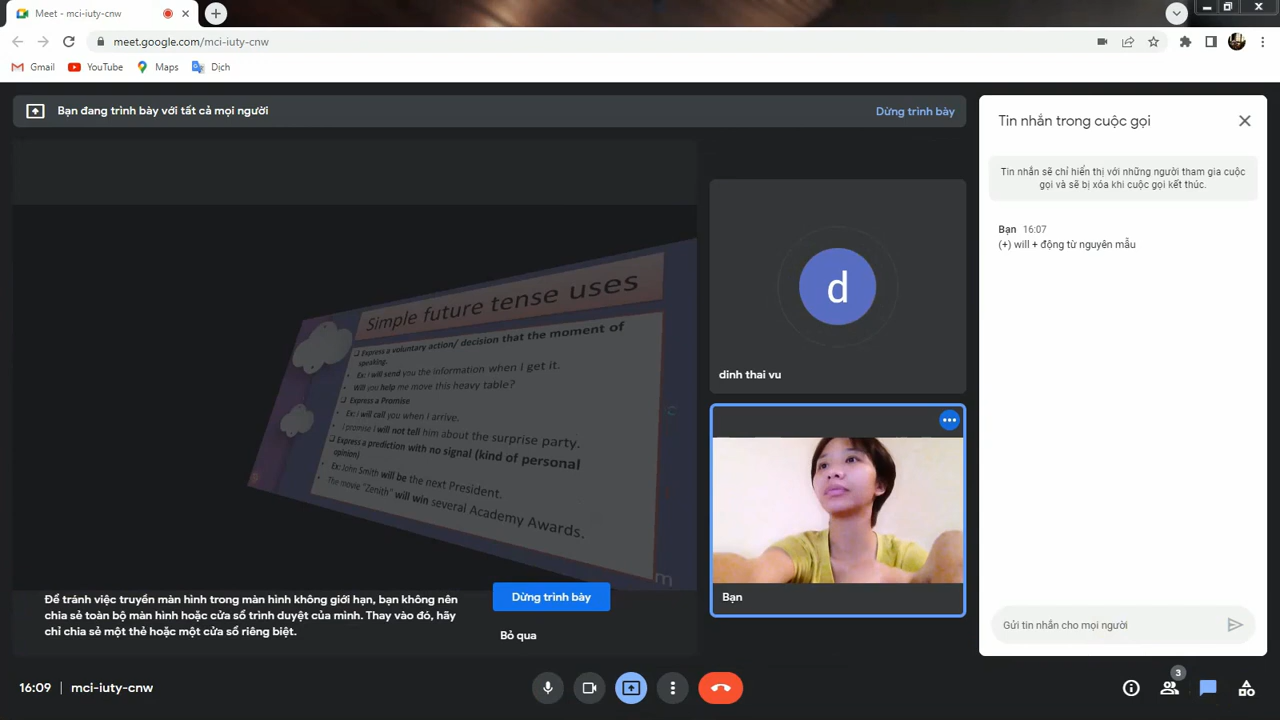 Meet - mci-iuty-cnw
meet.google.com/mci-iuty-cnw
Gmail
YouTube
Maps
Dịch
Bạn đang trình bày với tất cả mọi người
Dừng trình bày
Simple future tense uses
Express a voluntary action/ decision that the moment of
speaking.
Ex: I will send you the information when I get it.
Will you help me move this heavy table?
Express a Promise
Ex: I will call you when I arrive.
I promise I will not tell him about the surprise party.
Express a prediction with no signal (kind of personal
opinion)
Ex: John Smith will be the next President.
The movie "Zenith" will win several Academy Awards.
m
Để tránh việc truyền màn hình trong màn hình không giới hạn, bạn không nên
chia sẻ toàn bộ màn hình hoặc cửa sổ trình duyệt của mình. Thay vào đó, hãy
chỉ chia sẻ một thẻ hoặc một cửa sổ riêng biệt.
Dừng trình bày
Bỏ qua
d
dinh thai vu
Bạn
Tin nhắn trong cuộc gọi
Tin nhắn sẽ chỉ hiển thị với những người tham gia cuộc
gọi và sẽ bị xóa khi cuộc gọi kết thúc.
Bạn 16:07
(+) will + động từ nguyên mẫu
Gửi tin nhắn cho mọi người
16:09 | mci-iuty-cnw
3